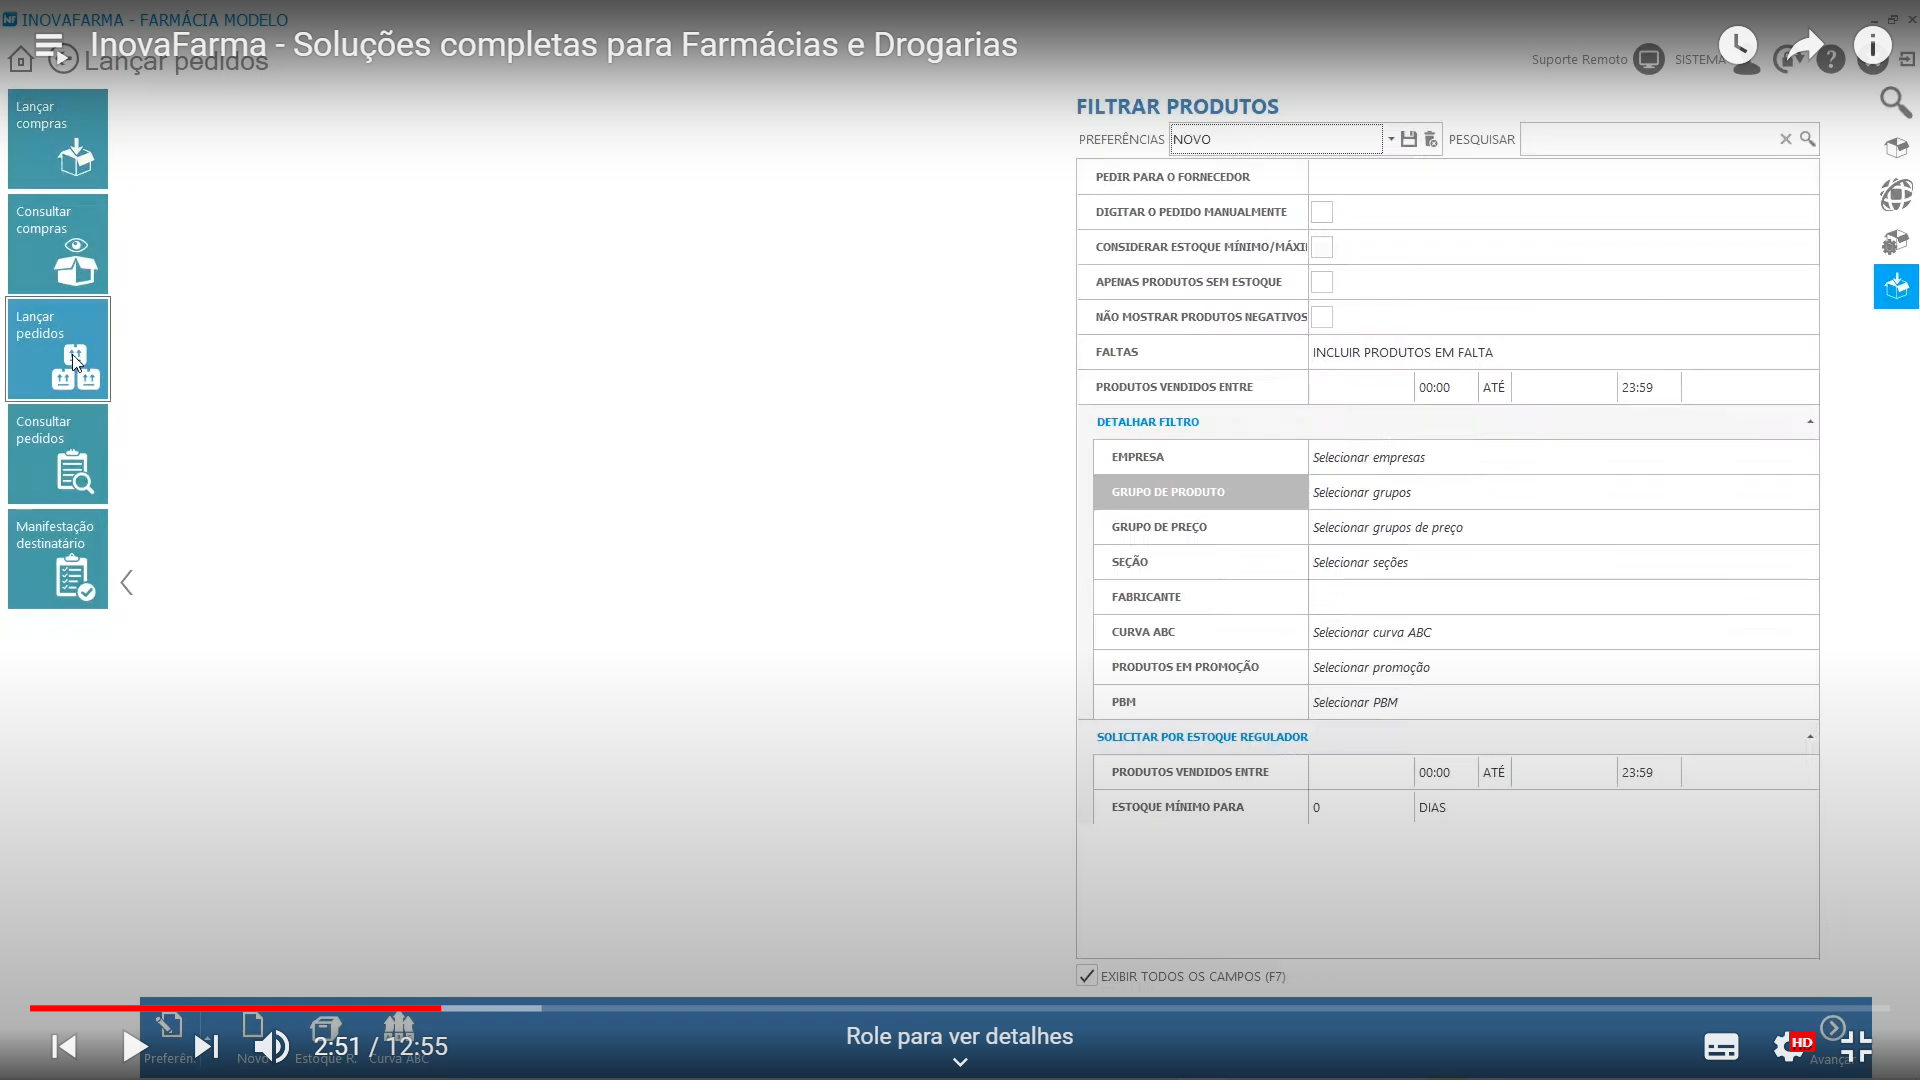 INOVAFARMA - FARMÁCIA MODELO
InovaFarma - Soluções completas para Farmácias e Drogarias
Lançar pedidos
Suporte Remoto
SISTEMA
Lançar
compras
Consultar
compras
Lançar
pedidos
Consultar
pedidos
Manifestação
destinatário
FILTRAR PRODUTOS
PREFERÊNCIAS NOVO PESQUISAR
PEDIR PARA O FORNECEDOR
DIGITAR O PEDIDO MANUALMENTE
CONSIDERAR ESTOQUE MÍNIMO/MÁXI
APENAS PRODUTOS SEM ESTOQUE
NÃO MOSTRAR PRODUTOS NEGATIVOS
FALTAS INCLUIR PRODUTOS EM FALTA
PRODUTOS VENDIDOS ENTRE 00:00 ATÉ 23:59
DETALHAR FILTRO
EMPRESA Selecionar empresas
GRUPO DE PRODUTO Selecionar grupos
GRUPO DE PREÇO Selecionar grupos de preço
SEÇÃO Selecionar seções
FABRICANTE
CURVA ABC Selecionar curva ABC
PRODUTOS EM PROMOÇÃO Selecionar promoção
PBM Selecionar PBM
SOLICITAR POR ESTOQUE REGULADOR
PRODUTOS VENDIDOS ENTRE 00:00 ATÉ 23:59
ESTOQUE MÍNIMO PARA 0 DIAS
EXIBIR TODOS OS CAMPOS (F7)
Role para ver detalhes
2:51 / 12:55
HD
Preferên. Novo Estoque R. Curva ABC
Avança